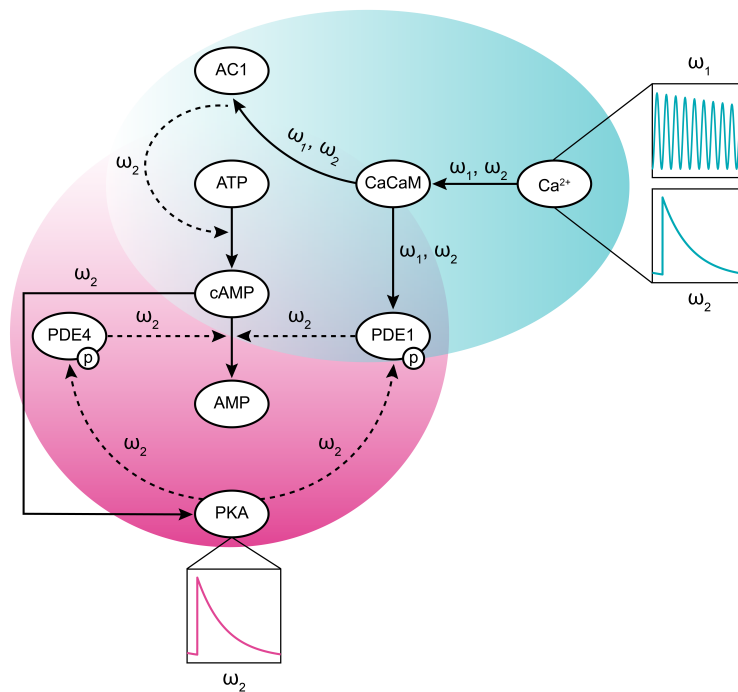 ω1
AC1
ω1, ω2
ω2
ATP
CaCaM
ω1, ω2
Ca2+
ω1, ω2
ω2
cAMP
ω2
PDE4
p
ω2
ω2
PDE1
p
AMP
ω2
ω2
PKA
ω2